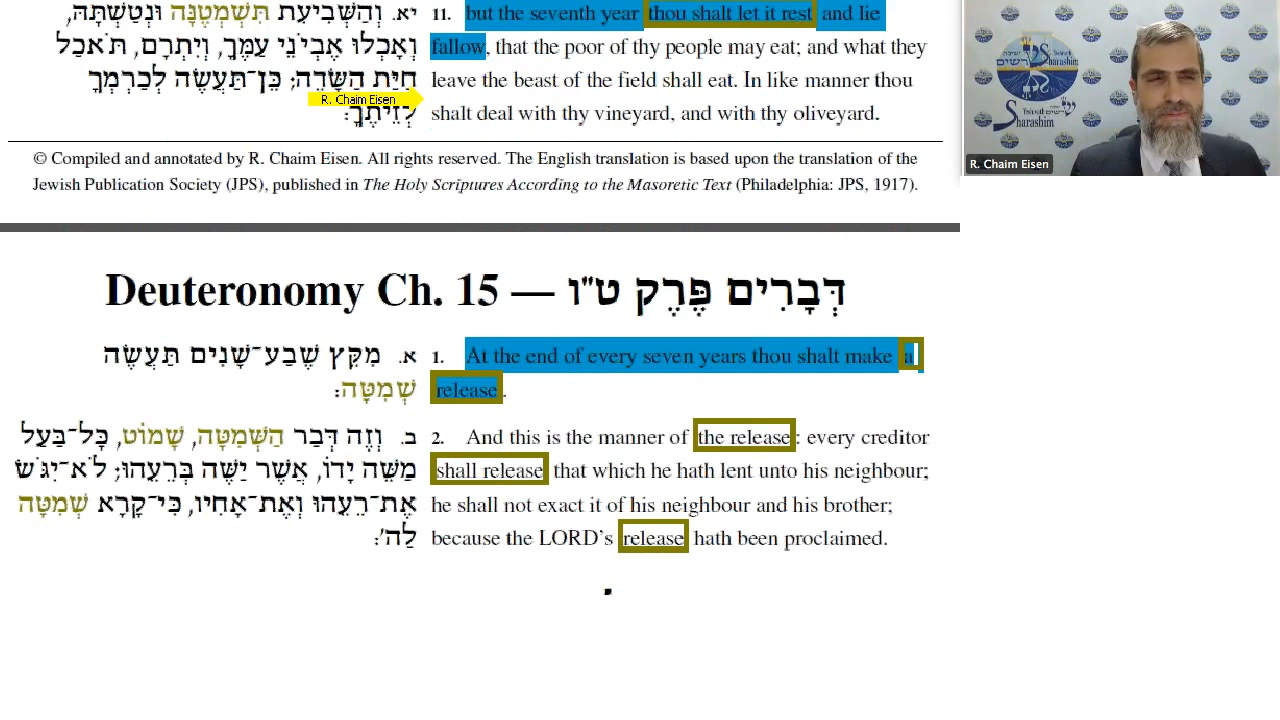 יא. וְהַשְּׁבִיעִת תִּשְׁמְטֶנָּה וּנְטַשְׁתָּהּ,
וְאָכְלוּ אֶבְיֹנֵי עַמֶּךָ, וְיִתְרָם, תֹּאכַל
חַיַּת הַשָּׂדֶה; כֵּן־תַּעֲשֶׂה לְכַרְמְךָ
לְזֵיתֶךָ:
11. but the seventh year thou shalt let it rest and lie
fallow, that the poor of thy people may eat; and what they
leave the beast of the field shall eat. In like manner thou
shalt deal with thy vineyard, and with thy oliveyard.
R. Chaim Eisen
© Compiled and annotated by R. Chaim Eisen. All rights reserved. The English translation is based upon the translation of the
Jewish Publication Society (JPS), published in The Holy Scriptures According to the Masoretic Text (Philadelphia: JPS, 1917).
Deuteronomy Ch. 15 — דְּבָרִים פֶּרֶק ט"ו
א. מִקֵּץ שֶׁבַע־שָׁנִים תַּעֲשֶׂה
שְׁמִטָּה:
1. At the end of every seven years thou shalt make a
release.
ב. וְזֶה דְּבַר הַשְּׁמִטָּה, שָׁמוֹט, כָּל־בַּעַל
מַשֵּׁה יָדוֹ, אֲשֶׁר יַשֶּׁה בְּרֵעֵהוּ; לֹא־יִגֹּשׂ
אֶת־רֵעֵהוּ וְאֶת־אָחִיו, כִּי־קָרָא שְׁמִטָּה
לַה':
2. And this is the manner of the release: every creditor
shall release that which he hath lent unto his neighbour;
he shall not exact it of his neighbour and his brother;
because the LORD's release hath been proclaimed.
Sharashim
R. Chaim Eisen